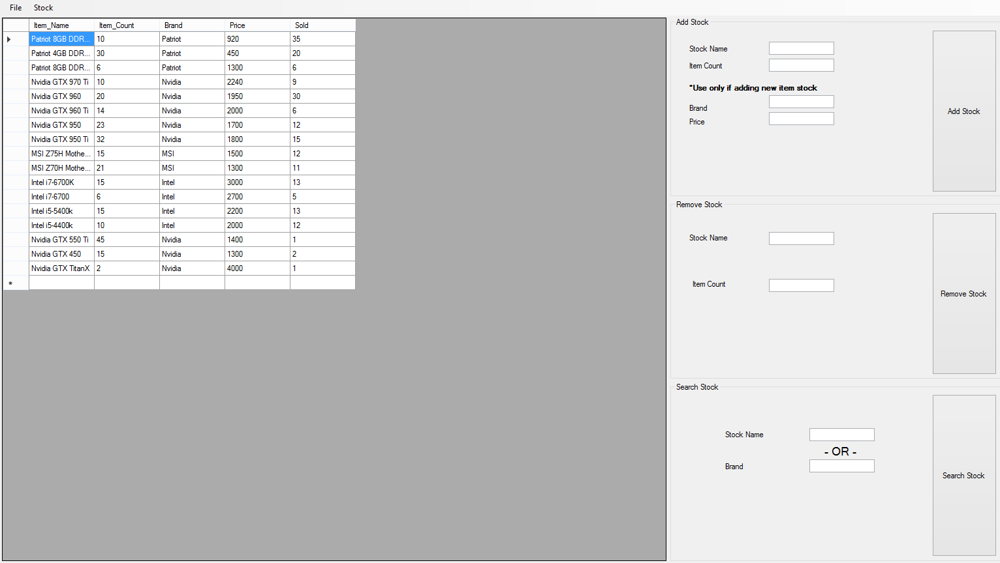 File Stock
Item_Name Item_Count Brand Price Sold
Patriot 8GB DDR... 10 Patriot 920 35
Patriot 4GB DDR... 30 Patriot 450 20
Patriot 8GB DDR... 6 Patriot 1300 6
Nvidia GTX 970 Ti 10 Nvidia 2240 9
Nvidia GTX 960 20 Nvidia 1950 30
Nvidia GTX 960 Ti 14 Nvidia 2000 6
Nvidia GTX 950 23 Nvidia 1700 12
Nvidia GTX 950 Ti 32 Nvidia 1800 15
MSI Z75H Mothe... 15 MSI 1500 12
MSI Z70H Mothe... 21 MSI 1300 11
Intel i7-6700K 15 Intel 3000 13
Intel i7-6700 6 Intel 2700 5
Intel i5-5400k 15 Intel 2200 13
Intel i5-4400k 10 Intel 2000 12
Nvidia GTX 550 Ti 45 Nvidia 1400 1
Nvidia GTX 450 15 Nvidia 1300 2
Nvidia GTX TitanX 2 Nvidia 4000 1
*
Add Stock
Stock Name
Item Count
*Use only if adding new item stock
Brand
Price
Add Stock
Remove Stock
Stock Name
Item Count
Remove Stock
Search Stock
Stock Name
- OR -
Brand
Search Stock